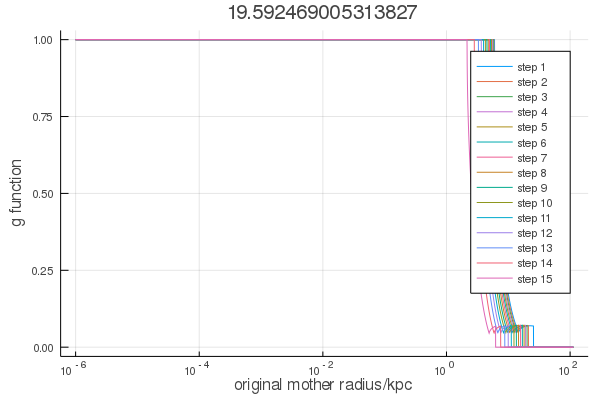 19.592469005313827
1.00
0.75
0.50
0.25
0.00
g function
step 1
step 2
step 3
step 4
step 5
step 6
step 7
step 8
step 9
step 10
step 11
step 12
step 13
step 14
step 15
10^-6
10^-4
10^-2
10^0
10^2
original mother radius/kpc